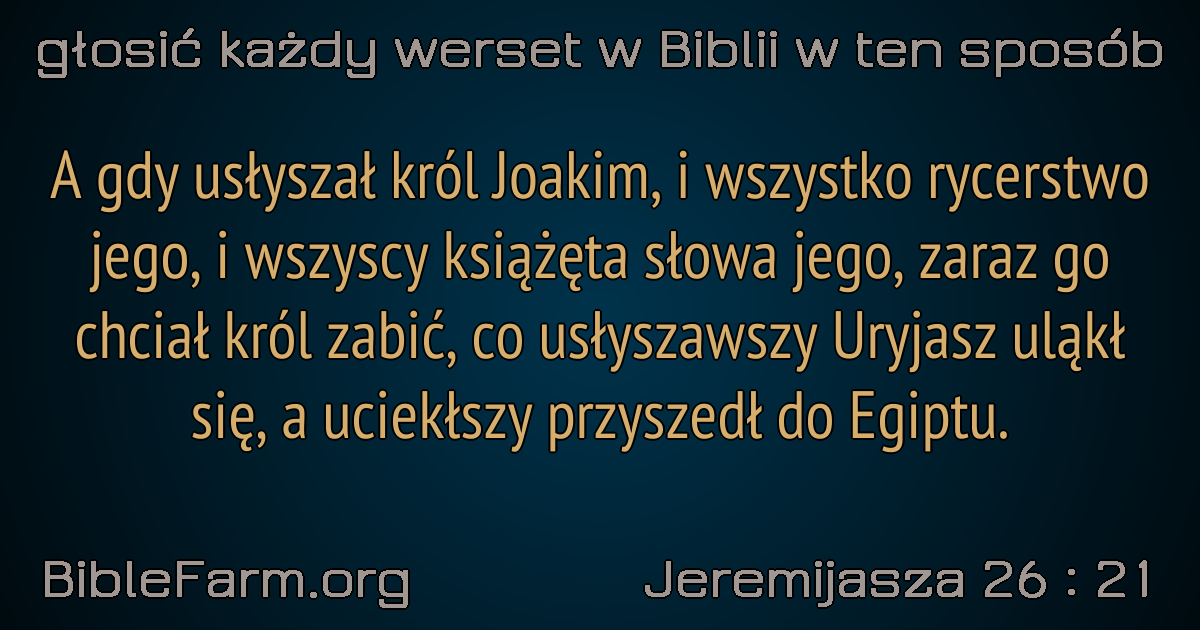 głosić każdy werset w Biblii w ten sposób
A gdy usłyszał król Joakim, i wszystko rycerstwo
jego, i wszyscy książęta słowa jego, zaraz go
chciał król zabić, co usłyszawszy Uryjasz uląkł
się, a uciekłszy przyszedł do Egiptu.
BibleFarm.org
Jeremijasza 26 : 21